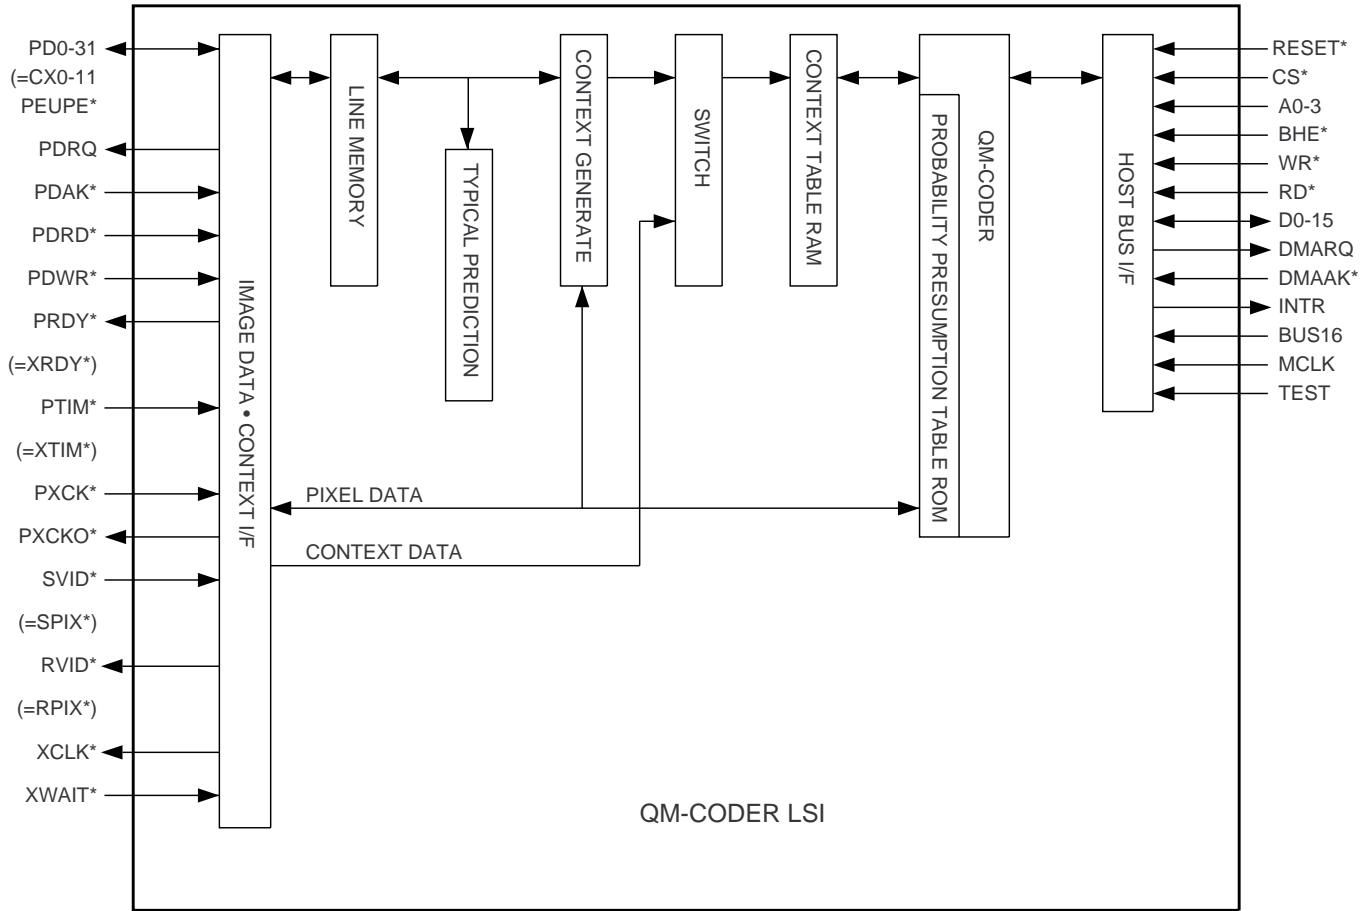 PD0-31
(=CX0-11
PEUPE*
PDRQ
PDAK*
PDRD*
PDWR*
PRDY*
(=XRDY*)
PTIM*
(=XTIM*)
PXCK*
PXCKO*
SVID*
(=SPIX*)
RVID*
(=RPIX*)
XCLK*
XWAIT*
IMAGE DATA • CONTEXT I/F
LINE MEMORY
TYPICAL PREDICTION
CONTEXT GENERATE
SWITCH
CONTEXT TABLE RAM
PROBABILITY PRESUMPTION TABLE ROM
QM-CODER
HOST BUS I/F
PIXEL DATA
CONTEXT DATA
QM-CODER LSI
RESET*
CS*
A0-3
BHE*
WR*
RD*
D0-15
DMARQ
DMAAK*
INTR
BUS16
MCLK
TEST